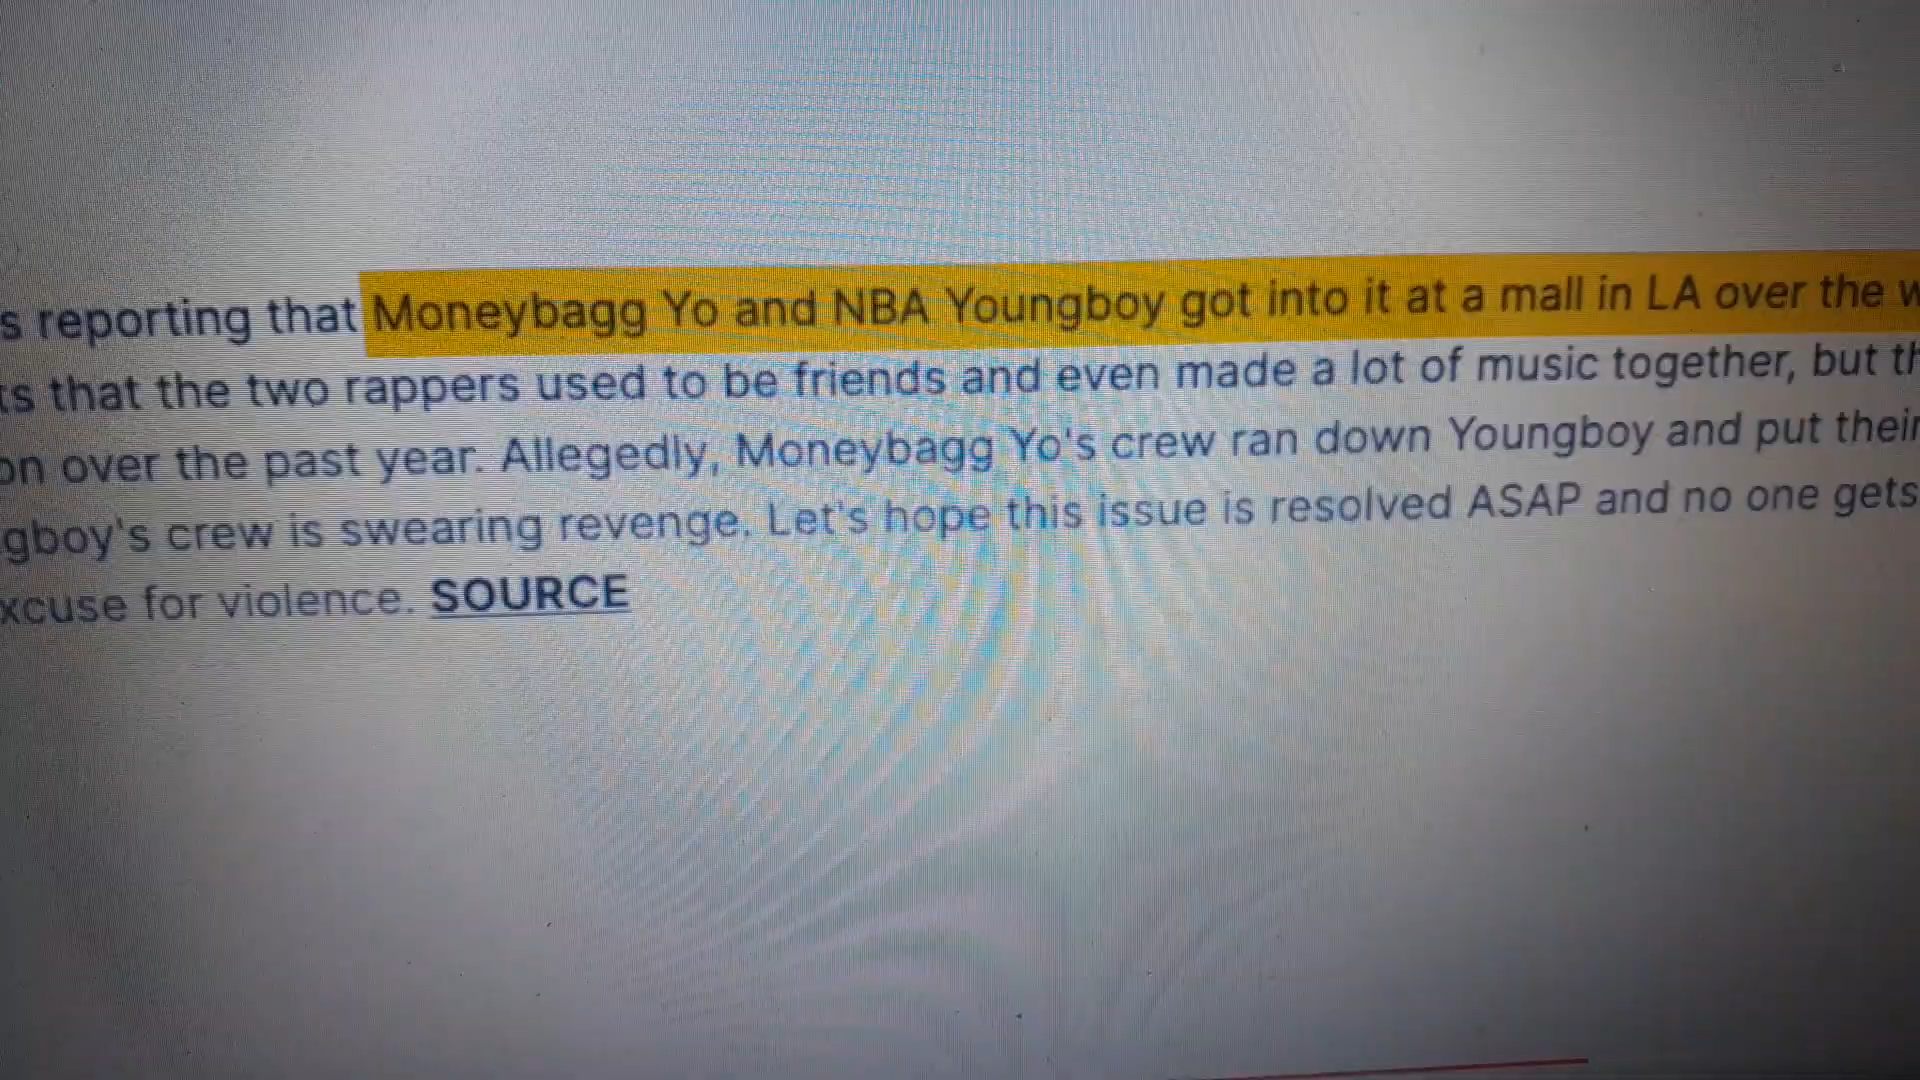 s reporting that Moneybagg Yo and NBA Youngboy got into it at a mall in LA over the w
ts that the two rappers used to be friends and even made a lot of music together, but th
on over the past year. Allegedly, Moneybagg Yo's crew ran down Youngboy and put their
gboy's crew is swearing revenge. Let's hope this issue is resolved ASAP and no one gets
xcuse for violence. SOURCE